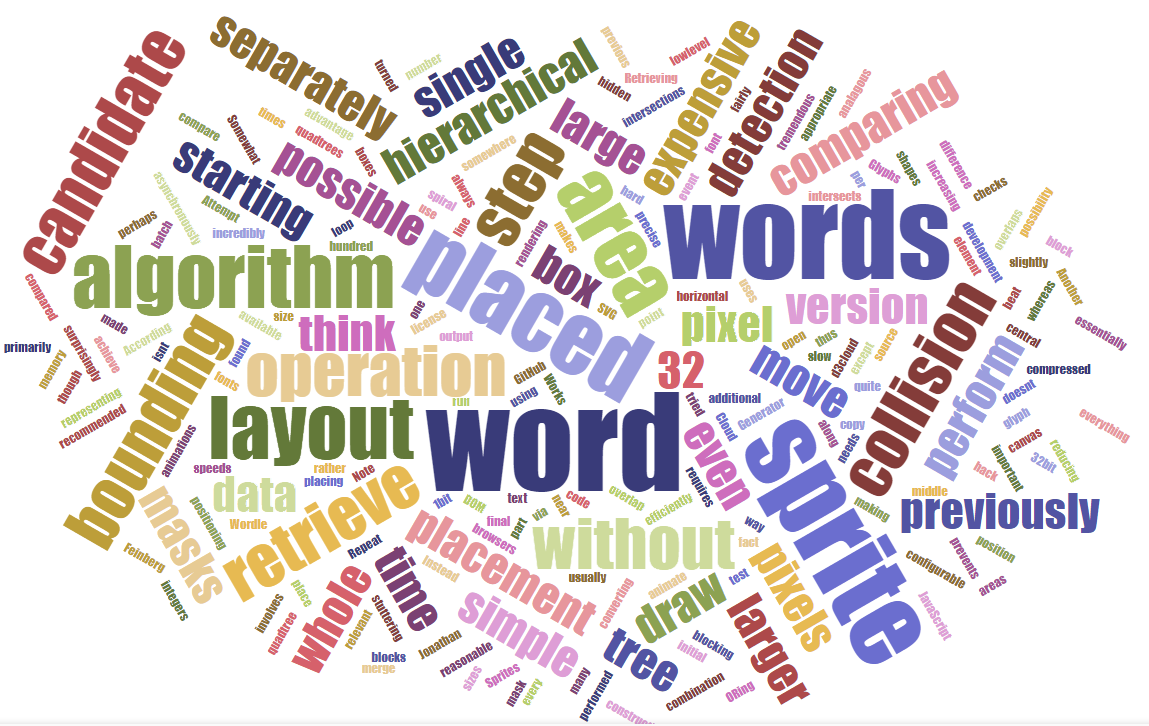 separately
single
turned
number
previous
lowlevel
Retrieving
hidden
intersections
hierarchical
expensive
detection
fairly
font
tremendous
appropriate
analogous
comparing
candidate
compare
Somewhat
times
advantage
quadtrees
boxes
somewhere
large
starting
possible
step
area
hard
event
precise
per
Glyphs
shapes
increasing
difference
checks
intersects
asynchronously
Attempt
incredibly
loop
hundred
perhaps
batch
spiral
use
always
line
rendering
makes
words
element
development
overlaps
possibility
block
slightly
algorithm
placed
box
SVG
point
horizontal
uses
version
beat
whereas
Another
essentially
compared
made
According
available
size
think
one
license
output
pixel
open
thus
slow
d3cloud
except
source
collision
central
primarily
memory
surprisingly
achieve
isnt
found
fonts
operation
GitHub
using
Works
run
32
move
quite
perform
compressed
doesnt
though
representing
recommended
bounding
layout
word
tried
additional
Cloud
Generator
along
copy
needs
glyph
everything
canvas
32bit
reducing
important
hack
middle
animations
speeds
rather
placing
Note
even
requires
sprite
previously
masks
positioning
data
Wordle
retrieve
1bit
DOM
text
via
near
code
overlap
efficiently
way
making
final
browsers
part
placement
without
fact
usually
Feinberg
integers
Repeat
time
Instead
converting
animate
test
pixels
configurable
prevents
position
areas
JavaScript
involves
quadtree
since
whole
relevant
stuttering
blocks
merge
Jonathan
reasonable
simple
sizes
Sprites
mask
every
many
performed
draw
tree
blocking
initial
combination
ORing
larger